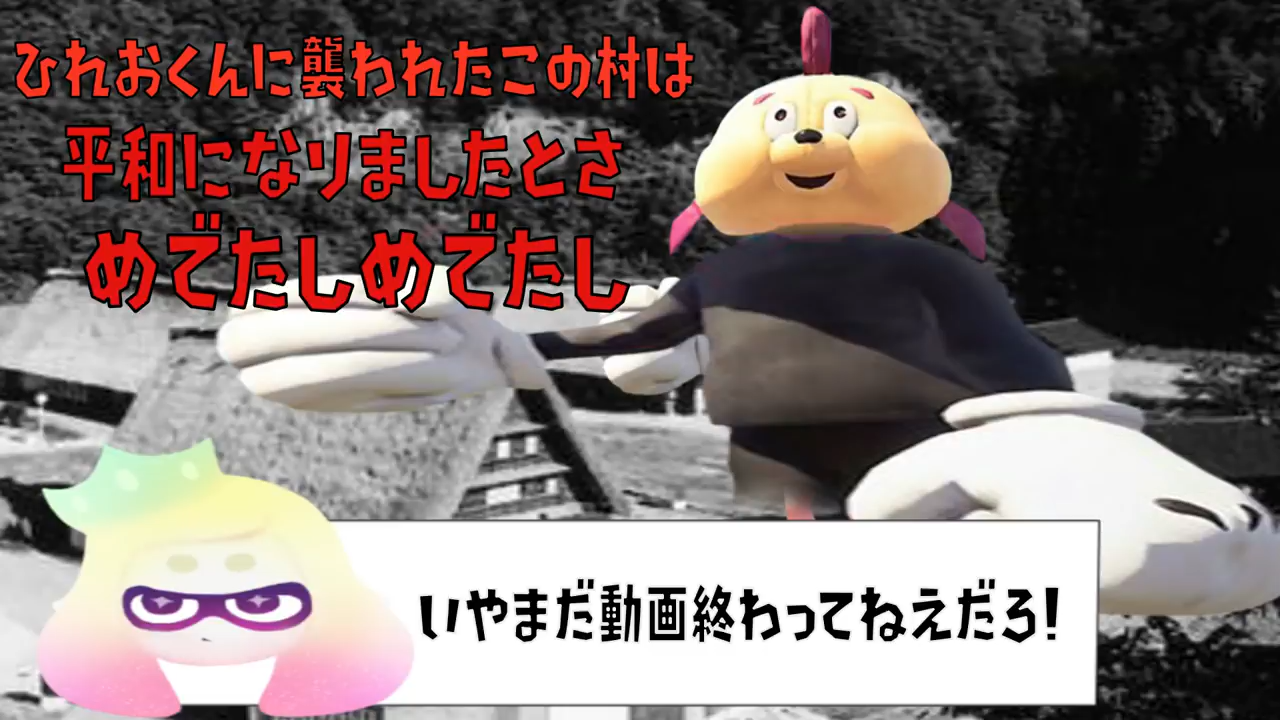 ひれおくんに襲われたこの村は
平和になりましたとさ
めでたしめでたし
いやまだ動画終わってねえだろ!